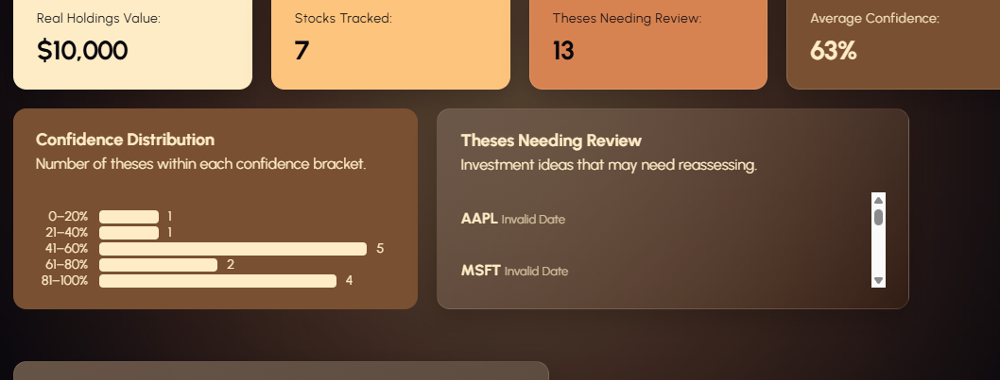 Real Holdings Value:
$10,000
Stocks Tracked:
7
Theses Needing Review:
13
Average Confidence:
63%
Confidence Distribution
Number of theses within each confidence bracket.
0–20% 1
21–40% 1
41–60% 5
61–80% 2
81–100% 4
Theses Needing Review
Investment ideas that may need reassessing.
AAPL Invalid Date
MSFT Invalid Date